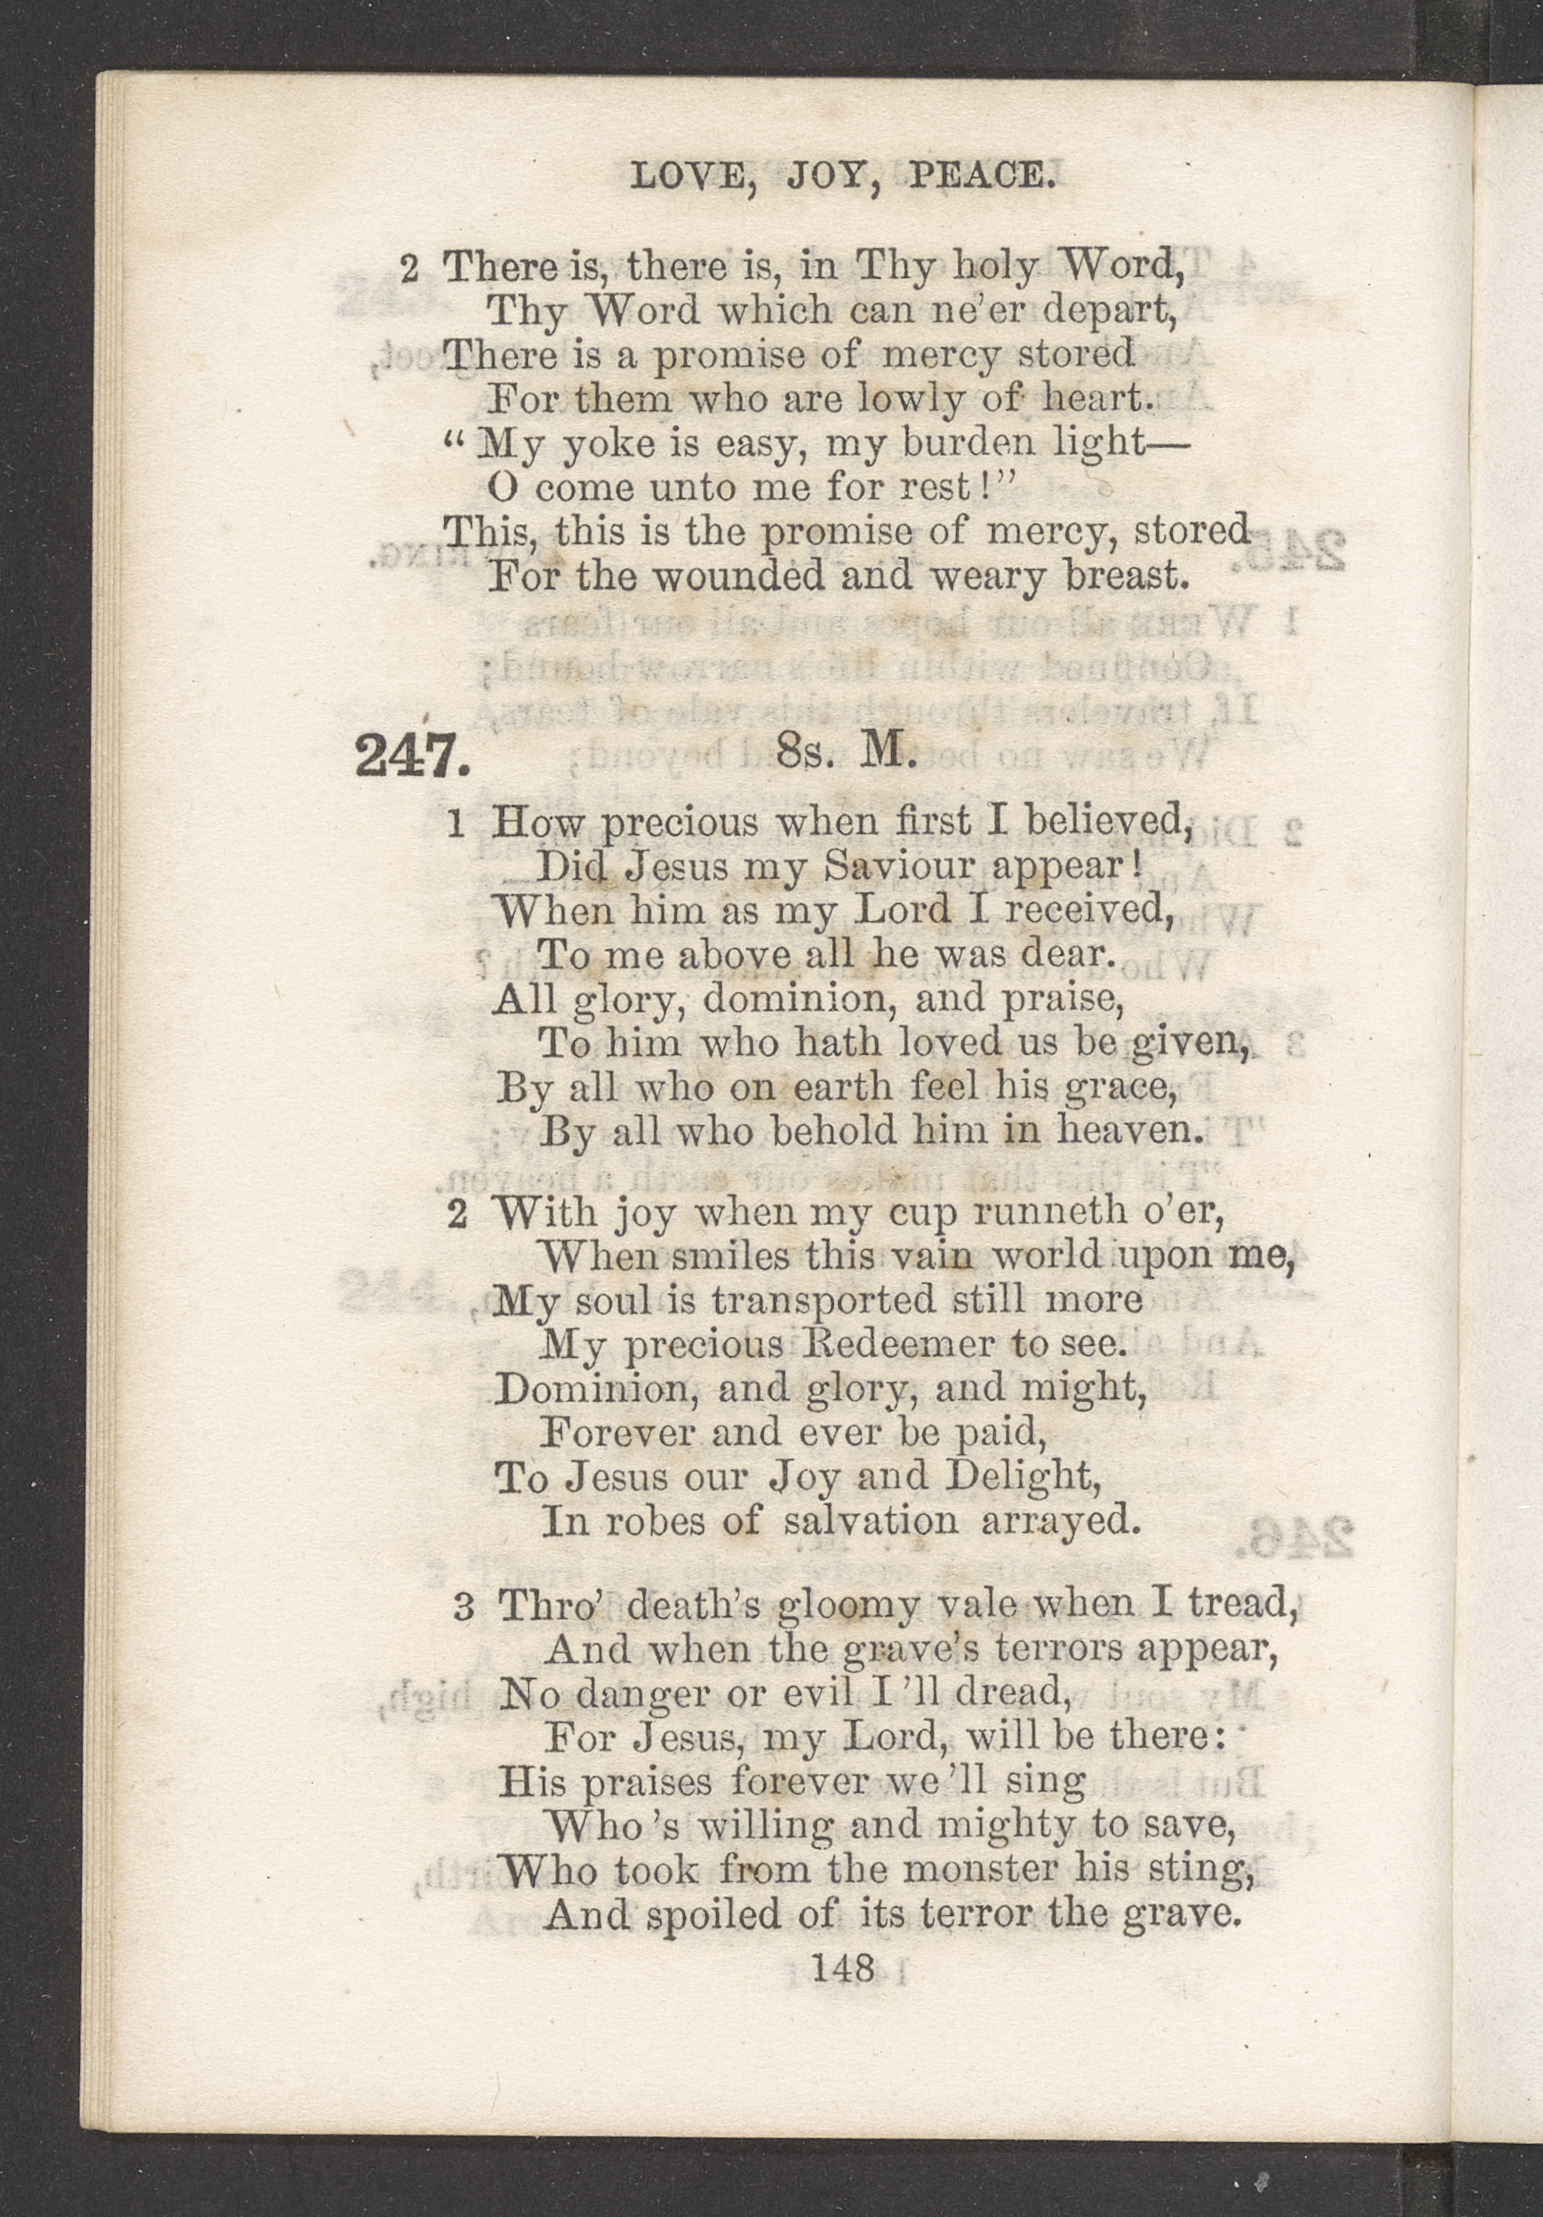 LOVE, JOY, PEACE.
2 There is, there is, in Thy holy Word,
Thy Word which can ne'er depart,
There is a promise of mercy stored
For them who are lowly of heart.
“ My yoke is easy, my burden light—
O come unto me for rest!”
This, this is the promise of mercy, stored
For the wounded and weary breast.
247. 8s. M.
1 How precious when first I believed,
Did Jesus my Saviour appear!
When him as my Lord I received,
To me above all he was dear.
All glory, dominion, and praise,
To him who hath loved us be given,
By all who on earth feel his grace,
By all who behold him in heaven.
2 With joy when my cup runneth o'er,
When smiles this vain world upon me,
My soul is transported still more
My precious Redeemer to see.
Dominion, and glory, and might,
Forever and ever be paid,
To Jesus our Joy and Delight,
In robes of salvation arrayed.
3 Thro' death's gloomy vale when I tread,
And when the grave's terrors appear,
No danger or evil I 'll dread,
For Jesus, my Lord, will be there:
His praises forever we 'll sing
Who 's willing and mighty to save,
Who took from the monster his sting,
And spoiled of its terror the grave.
148